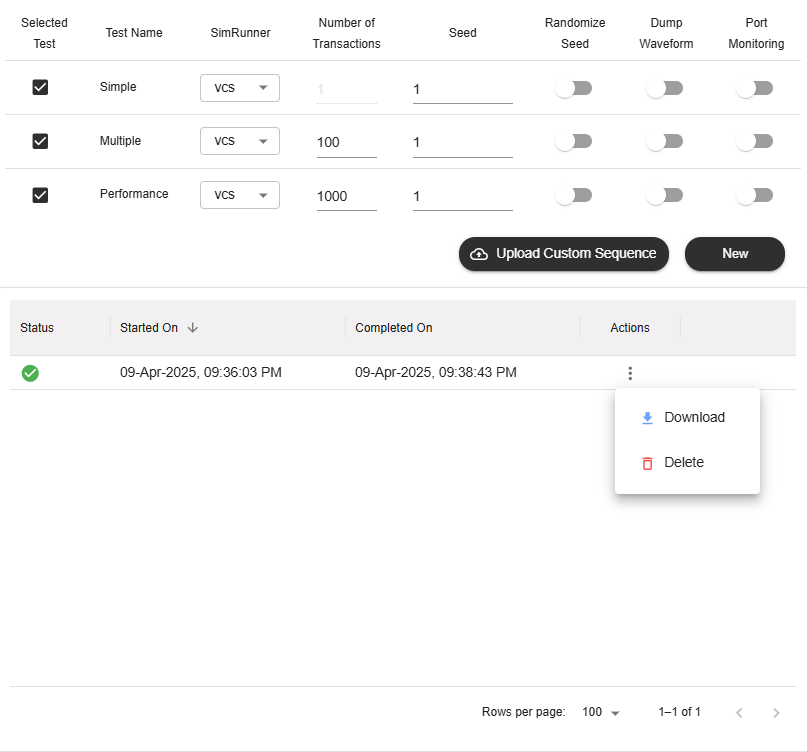 Selected Test
Test Name
SimRunner
Number of Transactions
Seed
Randomize Seed
Dump Waveform
Port Monitoring
Simple
VCS
1
1
Multiple
VCS
100
1
Performance
VCS
1000
1
Upload Custom Sequence
New
Status
Started On
Completed On
Actions
09-Apr-2025, 09:36:03 PM
09-Apr-2025, 09:38:43 PM
Download
Delete
Rows per page: 100
1–1 of 1